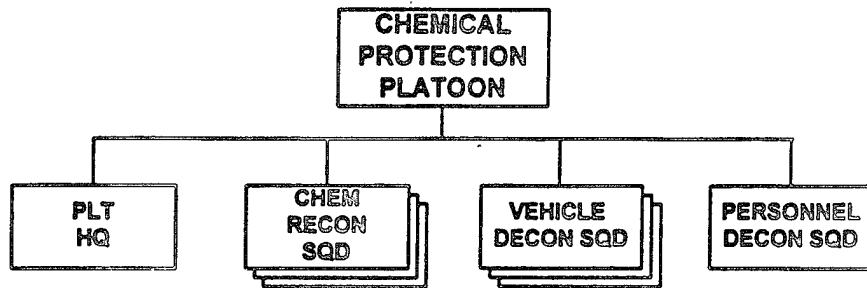 CHEMICAL
PROTECTION
PLATOON
PLT
HQ
CHEM
RECON
SQD
VEHICLE
DECON SQD
PERSONNEL
DECON SQD